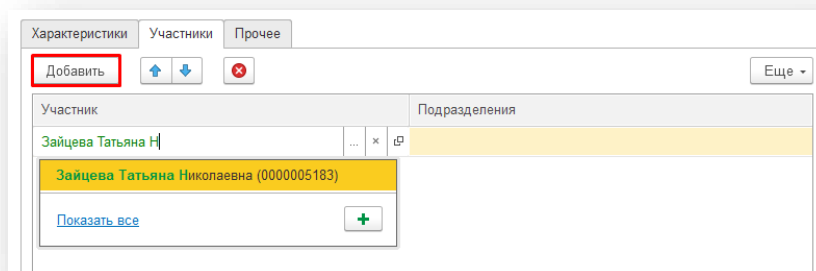 Характеристики Участники Прочее
Добавить Еще
Участник Подразделения
Зайцева Татьяна Н ... ×
Зайцева Татьяна Николаевна (0000005183)
Показать все +